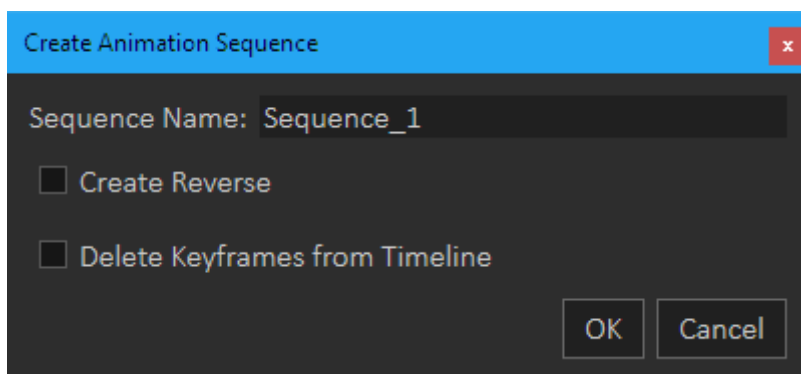 Create Animation Sequence x
Sequence Name: Sequence_1
Create Reverse
Delete Keyframes from Timeline
OK Cancel